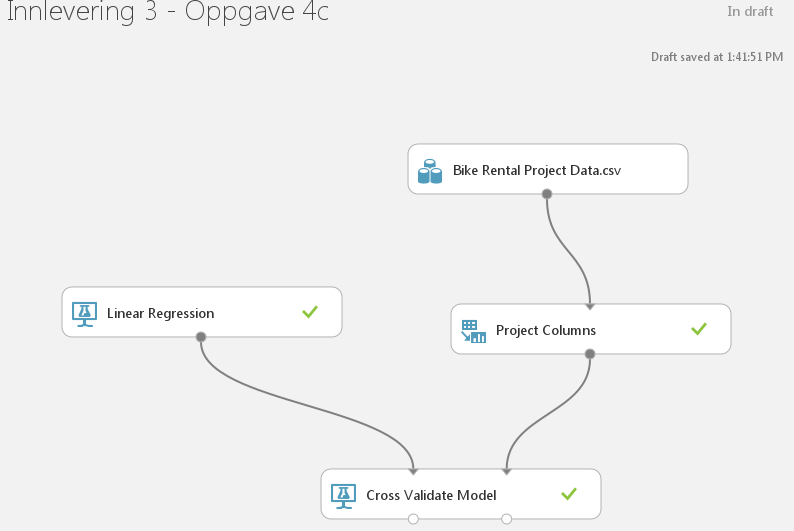 Innlevering 3 - Oppgave 4c
In draft
Draft saved at 1:41:51 PM
Bike Rental Project Data.csv
Linear Regression
Project Columns
Cross Validate Model